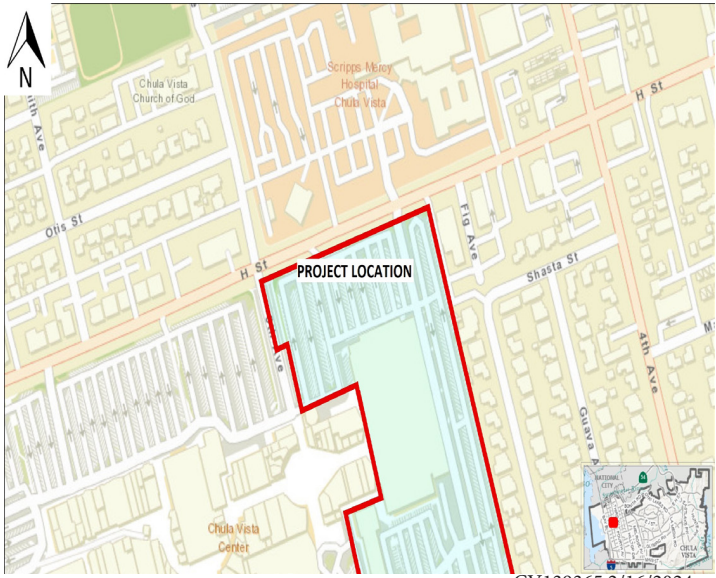 N
Chula Vista
Church of God
Scripps Mercy
Hospital
Chula Vista
H St
Otis St
Fig Ave
H St
PROJECT LOCATION
Shasta St
4th Ave
Guava A
Chula Vista
Center
NATIONAL
CITY
CHULA
VISTA